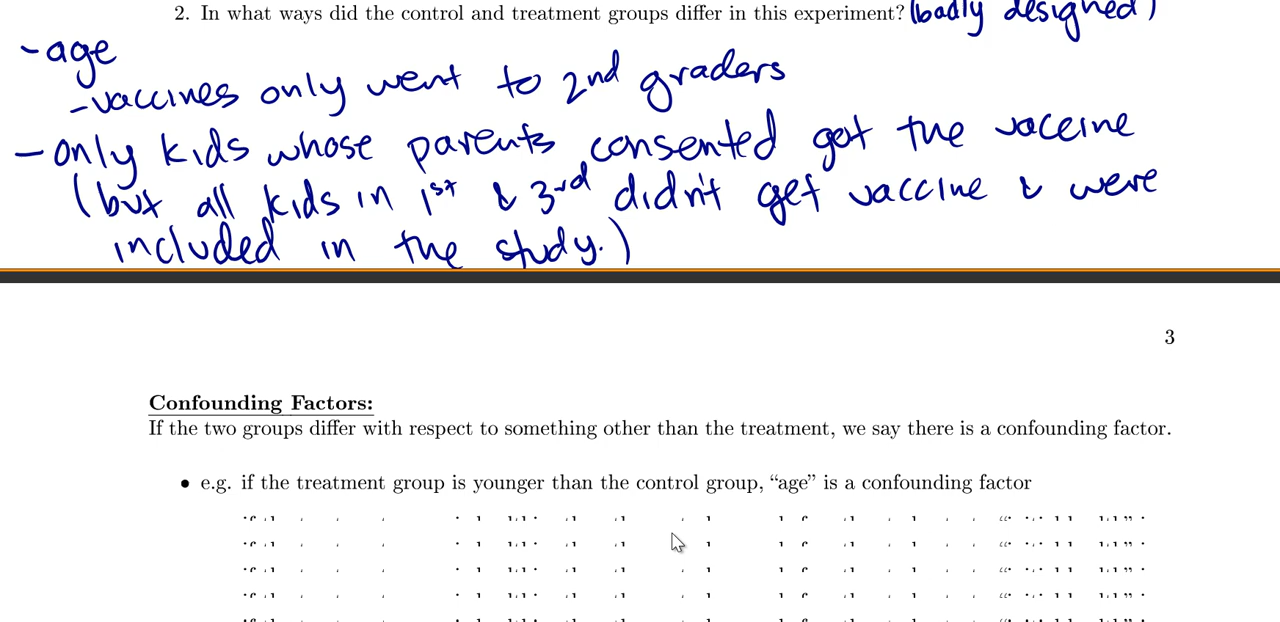 2. In what ways did the control and treatment groups differ in this experiment? (badly designed)
- age
- vaccines only went to 2nd graders
- only kids whose parents consented got the vaccine
(but all kids in 1st & 3rd didn't get vaccine & were
included in the study.)
3
Confounding Factors:
If the two groups differ with respect to something other than the treatment, we say there is a confounding factor.
• e.g. if the treatment group is younger than the control group, “age” is a confounding factor